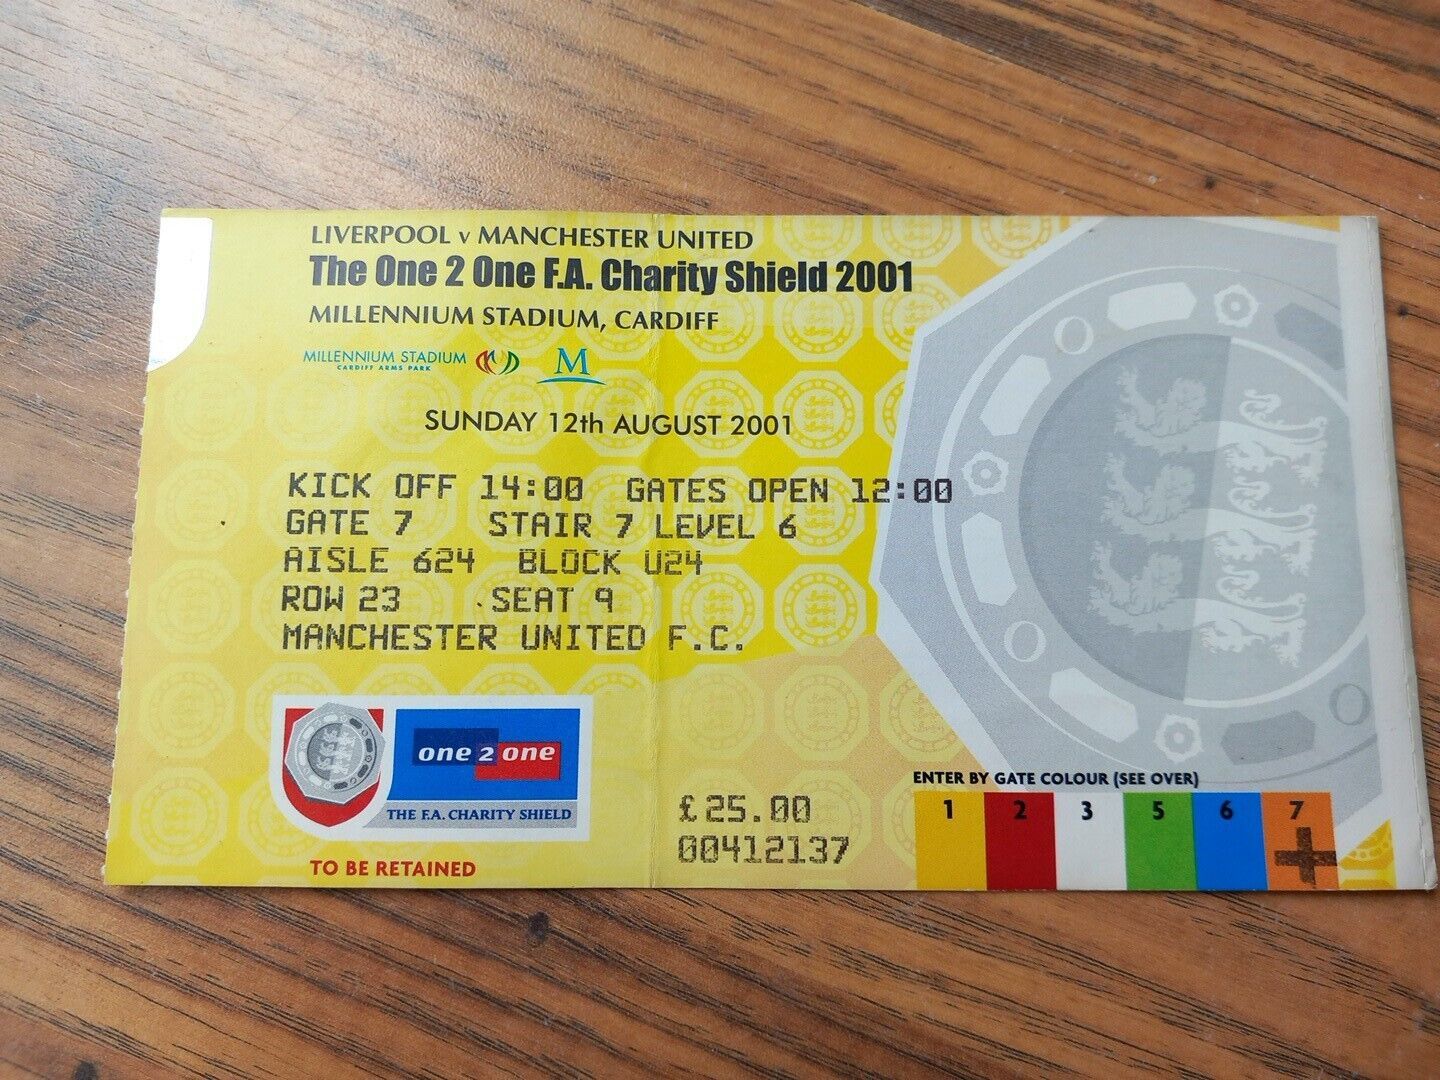 LIVERPOOL v MANCHESTER UNITED
The One 2 One F.A. Charity Shield 2001
MILLENNIUM STADIUM, CARDIFF
MILLENNIUM STADIUM
CARDIFF ARMS PARK
M
SUNDAY 12th AUGUST 2001
KICK OFF 14:00 GATES OPEN 12:00
GATE 7 STAIR 7 LEVEL 6
AISLE 624 BLOCK U24
ROW 23 SEAT 9
MANCHESTER UNITED F.C.
one 2 one
THE F.A. CHARITY SHIELD
TO BE RETAINED
£25.00
00412137
ENTER BY GATE COLOUR (SEE OVER)
1 2 3 5 6 7